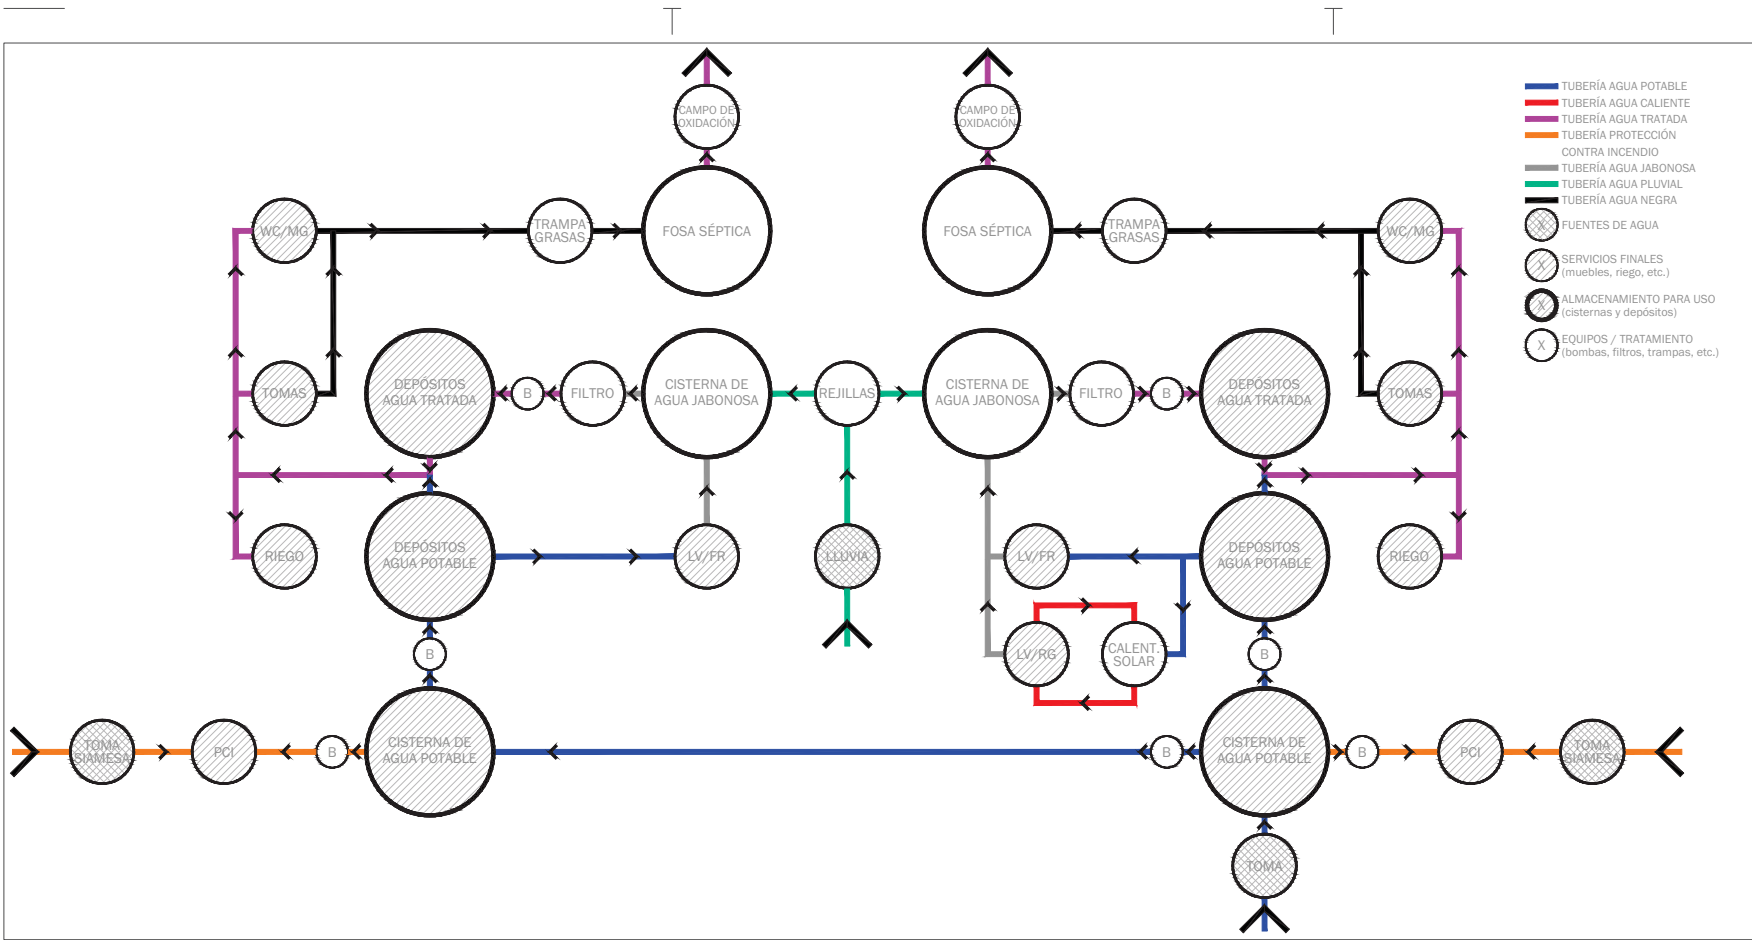 CAMPO DE
OXIDACIÓN
CAMPO DE
OXIDACIÓN
TUBERÍA AGUA POTABLE
TUBERÍA AGUA CALIENTE
TUBERÍA AGUA TRATADA
TUBERÍA PROTECCIÓN
CONTRA INCENDIO
TUBERÍA AGUA JABONOSA
TUBERÍA AGUA PLUVIAL
TUBERÍA AGUA NEGRA
X FUENTES DE AGUA
X SERVICIOS FINALES
(muebles, riego, etc.)
X ALMACENAMIENTO PARA USO
(cisternas y depósitos)
X EQUIPOS / TRATAMIENTO
(bombas, filtros, trampas, etc.)
WC/MG
TRAMPA
GRASAS
FOSA SÉPTICA
FOSA SÉPTICA
TRAMPA
GRASAS
WC/MG
TOMAS
DEPÓSITOS
AGUA TRATADA
B
FILTRO
CISTERNA DE
AGUA JABONOSA
REJILLAS
CISTERNA DE
AGUA JABONOSA
FILTRO
B
DEPÓSITOS
AGUA TRATADA
TOMAS
RIEGO
DEPÓSITOS
AGUA POTABLE
LV/FR
LLUVIA
LV/FR
DEPÓSITOS
AGUA POTABLE
RIEGO
B
LV/RG
CALENT.
SOLAR
B
TOMA
SIAMESA
PCI
B
CISTERNA DE
AGUA POTABLE
B
CISTERNA DE
AGUA POTABLE
B
PCI
TOMA
SIAMESA
TOMA